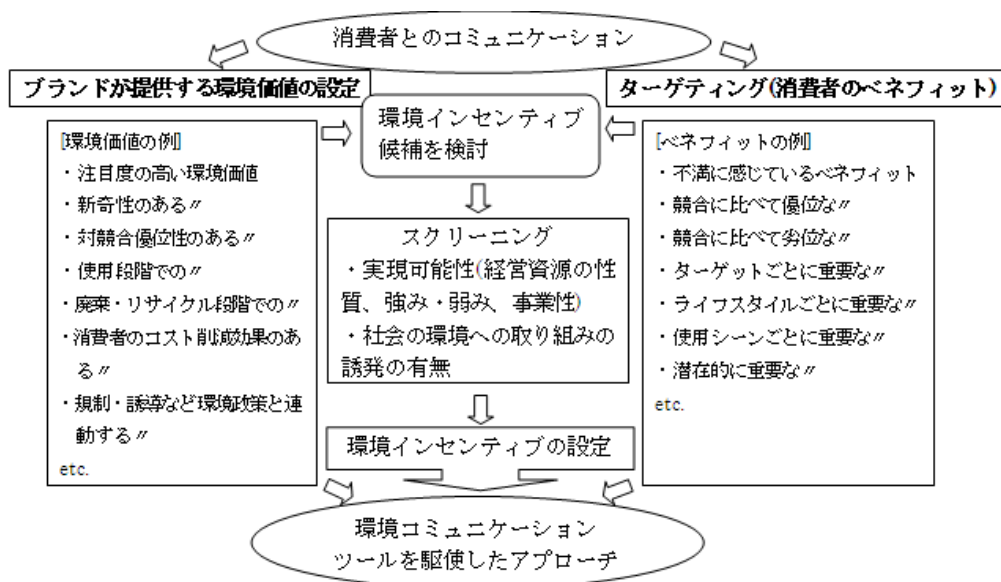 消費者とのコミュニケーション
ブランドが提供する環境価値の設定
ターゲティング(消費者のベネフィット)
環境インセンティブ
候補を検討
[環境価値の例]
・注目度の高い環境価値
・新奇性のある〃
・対競合優位性のある〃
・使用段階での〃
・廃棄・リサイクル段階での〃
・消費者のコスト削減効果のあ
る〃
・規制・誘導など環境政策と連
動する〃
etc.
スクリーニング
・実現可能性(経営資源の性
質、強み・弱み、事業性)
・社会の環境への取り組みの
誘発の有無
[ベネフィットの例]
・不満に感じているベネフィット
・競合に比べて優位な〃
・競合に比べて劣位な〃
・ターゲットごとに重要な〃
・ライフスタイルごとに重要な〃
・使用シーンごとに重要な〃
・潜在的に重要な〃
etc.
環境インセンティブの設定
環境コミュニケーション
ツールを駆使したアプローチ